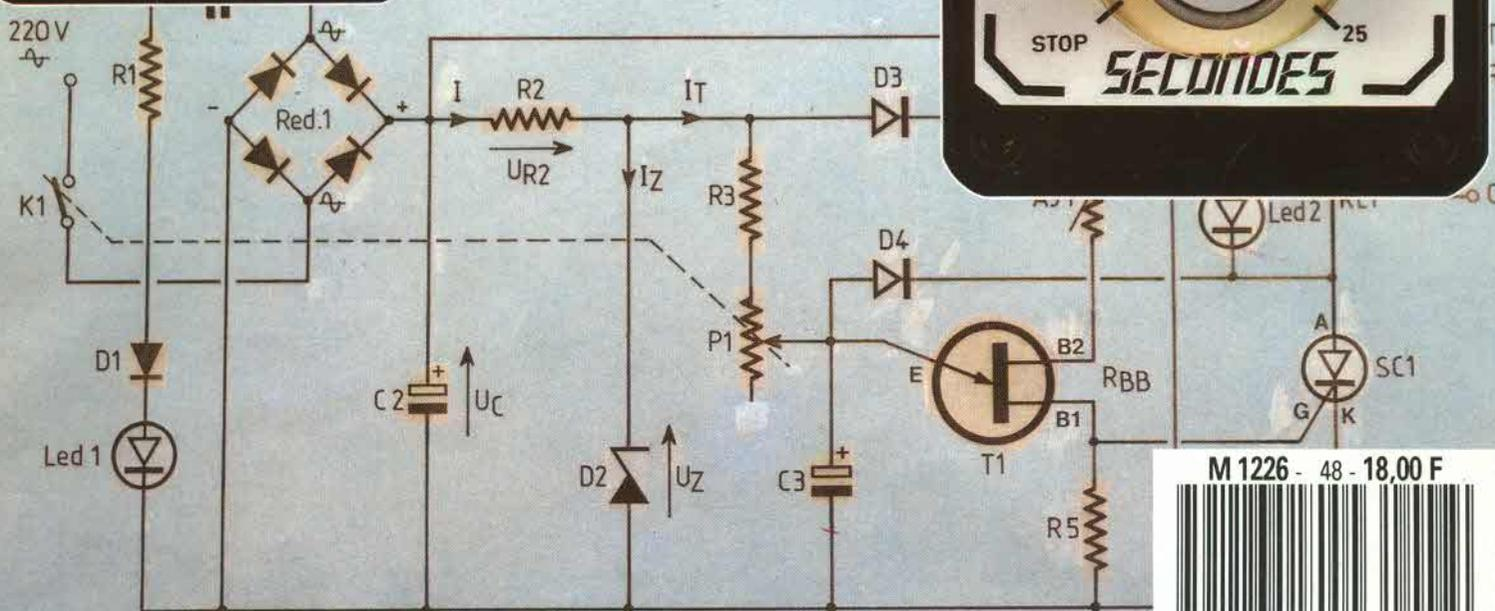 STOP
25
SECONDES
220 V
R1
Red.1
-
+
I
R2
UR2
IT
IZ
D3
R3
K1
D4
Led 2
P1
E
B2
RBB
B1
T1
A
SC1
G
K
D1
C2
+
UC
Led 1
D2
UZ
C3
+
R5
M 1226 - 48 - 18,00 F